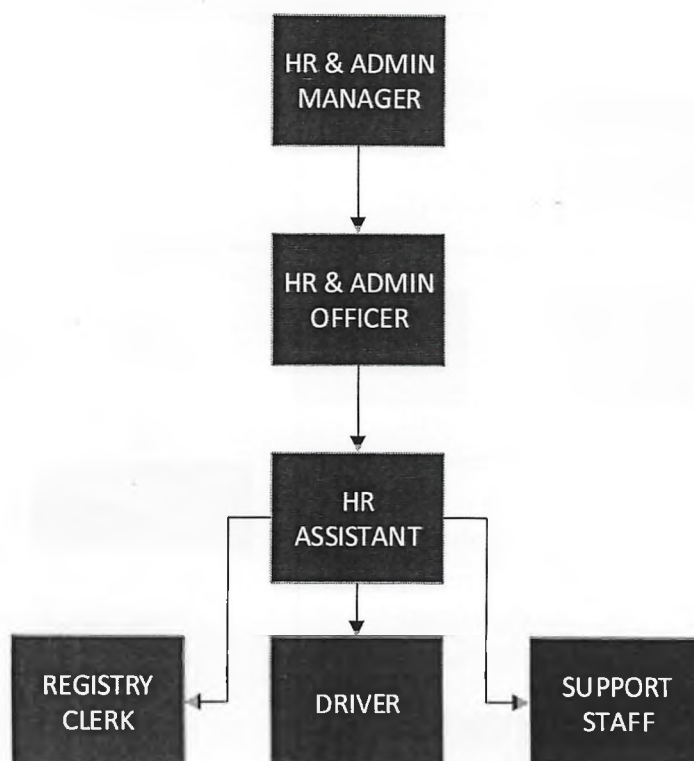 HR & ADMIN
MANAGER
HR & ADMIN
OFFICER
HR
ASSISTANT
REGISTRY
CLERK
DRIVER
SUPPORT
STAFF